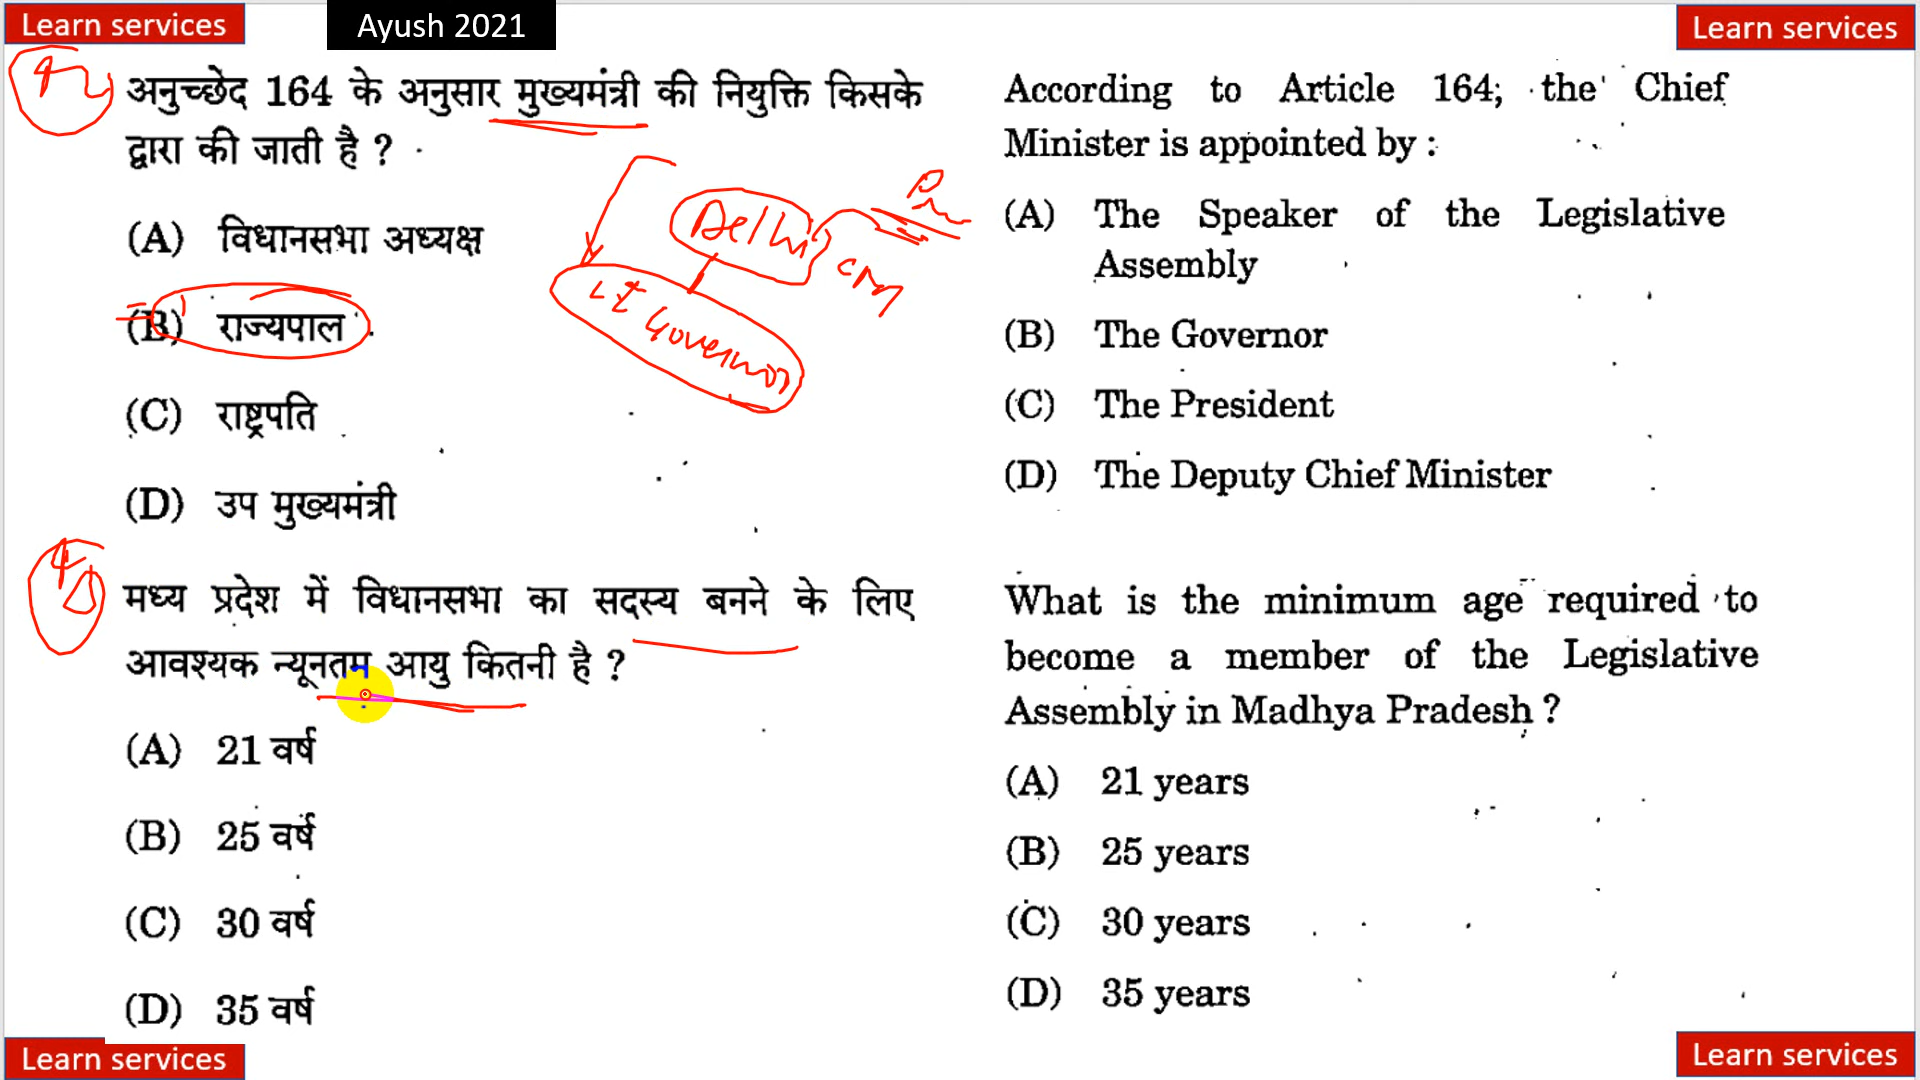 Learn services
Ayush 2021
Learn services
अनुच्छेद 164 के अनुसार मुख्यमंत्री की नियुक्ति किसके
द्वारा की जाती है ?
(A) विधानसभा अध्यक्ष
(B) राज्यपाल
(C) राष्ट्रपति
(D) उप मुख्यमंत्री
Delhi
CM
Lt Governor
मध्य प्रदेश में विधानसभा का सदस्य बनने के लिए
आवश्यक न्यूनतम आयु कितनी है ?
(A) 21 वर्ष
(B) 25 वर्ष
(C) 30 वर्ष
(D) 35 वर्ष
According to Article 164; the Chief
Minister is appointed by :
(A) The Speaker of the Legislative
Assembly
(B) The Governor
(C) The President
(D) The Deputy Chief Minister
What is the minimum age required to
become a member of the Legislative
Assembly in Madhya Pradesh ?
(A) 21 years
(B) 25 years
(C) 30 years
(D) 35 years
Learn services
Learn services